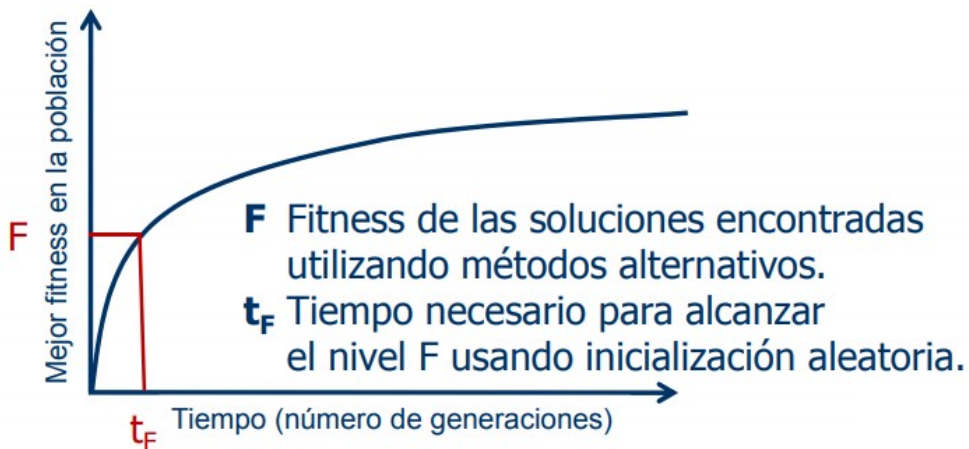 Mejor fitness en la población
F
F Fitness de las soluciones encontradas
utilizando métodos alternativos.
tF Tiempo necesario para alcanzar
el nivel F usando inicialización aleatoria.
tF
Tiempo (número de generaciones)